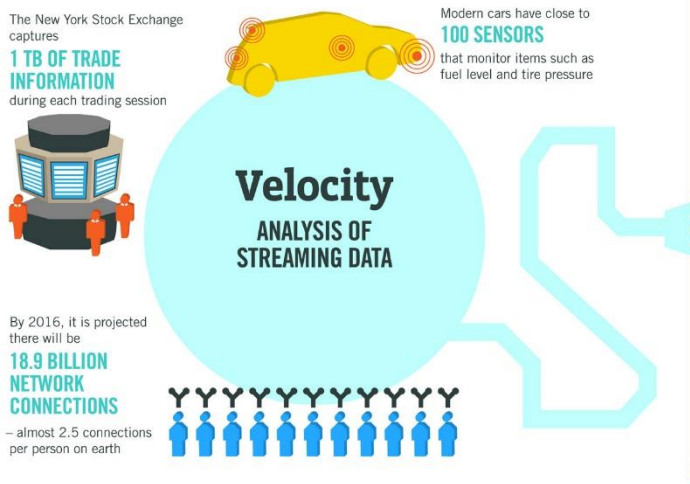 The New York Stock Exchange
captures
1 TB OF TRADE
INFORMATION
during each trading session
Modern cars have close to
100 SENSORS
that monitor items such as
fuel level and tire pressure
Velocity
ANALYSIS OF
STREAMING DATA
By 2016, it is projected
there will be
18.9 BILLION
NETWORK
CONNECTIONS
– almost 2.5 connections
per person on earth